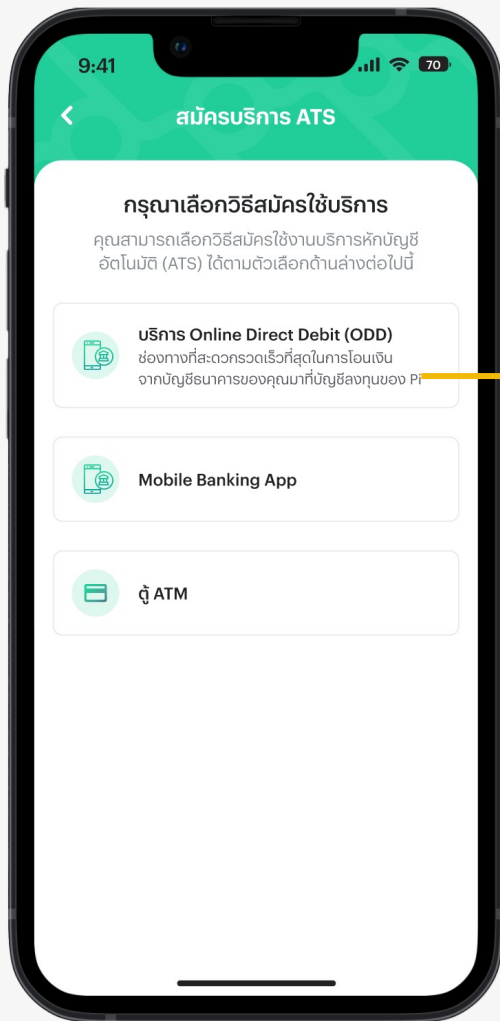 9:41
70
สมัครบริการ ATS
กรุณาเลือกวิธีสมัครใช้บริการ
คุณสามารถเลือกวิธีสมัครใช้งานบริการหักบัญชี
อัตโนมัติ (ATS) ได้ตามตัวเลือกด้านล่างต่อไปนี้
บริการ Online Direct Debit (ODD)
ช่องทางที่สะดวกรวดเร็วที่สุดในการโอนเงิน
จากบัญชีธนาคารของคุณมาที่บัญชีลงทุนของ Pi
Mobile Banking App
ตู้ ATM